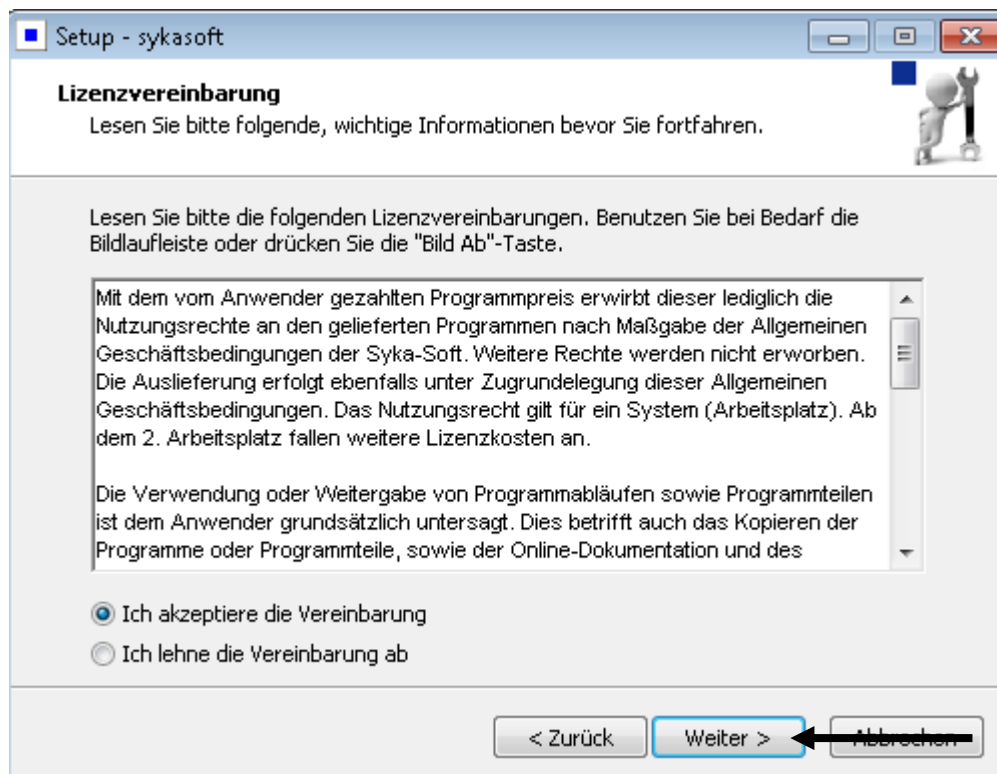 Setup - sykasoft
Lizenzvereinbarung
Lesen Sie bitte folgende, wichtige Informationen bevor Sie fortfahren.
Lesen Sie bitte die folgenden Lizenzvereinbarungen. Benutzen Sie bei Bedarf die
Bildlaufleiste oder drücken Sie die "Bild Ab"-Taste.
Mit dem vom Anwender gezahlten Programmpreis erwirbt dieser lediglich die
Nutzungsrechte an den gelieferten Programmen nach Maßgabe der Allgemeinen
Geschäftsbedingungen der Syka-Soft. Weitere Rechte werden nicht erworben.
Die Auslieferung erfolgt ebenfalls unter Zugrundelegung dieser Allgemeinen
Geschäftsbedingungen. Das Nutzungsrecht gilt für ein System (Arbeitsplatz). Ab
dem 2. Arbeitsplatz fallen weitere Lizenzkosten an.
Die Verwendung oder Weitergabe von Programmabläufen sowie Programmteilen
ist dem Anwender grundsätzlich untersagt. Dies betrifft auch das Kopieren der
Programme oder Programmteile, sowie der Online-Dokumentation und des
Ich akzeptiere die Vereinbarung
Ich lehne die Vereinbarung ab
< Zurück Weiter > Abbrechen